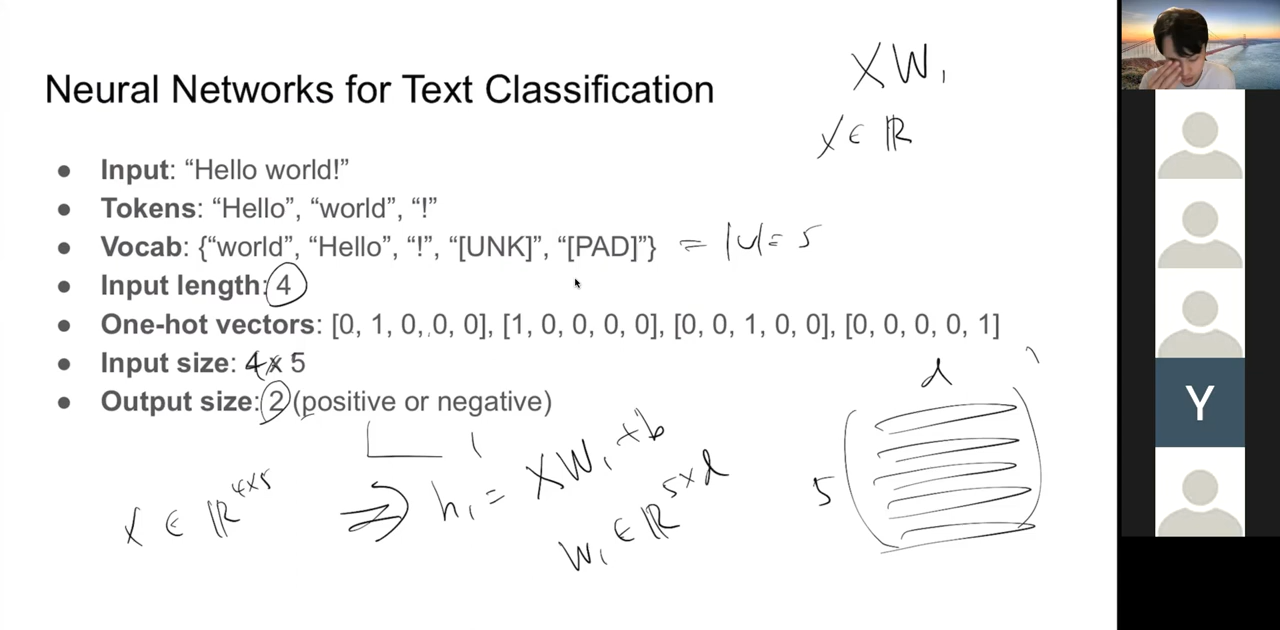 XW₁
Neural Networks for Text Classification
X ∈ ℝ
● Input: “Hello world!”
● Tokens: “Hello”, “world”, “!”
● Vocab: {“world”, “Hello”, “!”, “[UNK]”, “[PAD]”} = |V| = 5
● Input length: 4
● One-hot vectors: [0, 1, 0, 0, 0], [1, 0, 0, 0, 0], [0, 0, 1, 0, 0], [0, 0, 0, 0, 1]
● Input size: 4 x 5
d
● Output size: 2 (positive or negative)
X ∈ ℝ⁴ˣ⁵ ⇒ h₁ = XW₁ + b
5
W₁ ∈ ℝ⁵ˣᵈ
Y